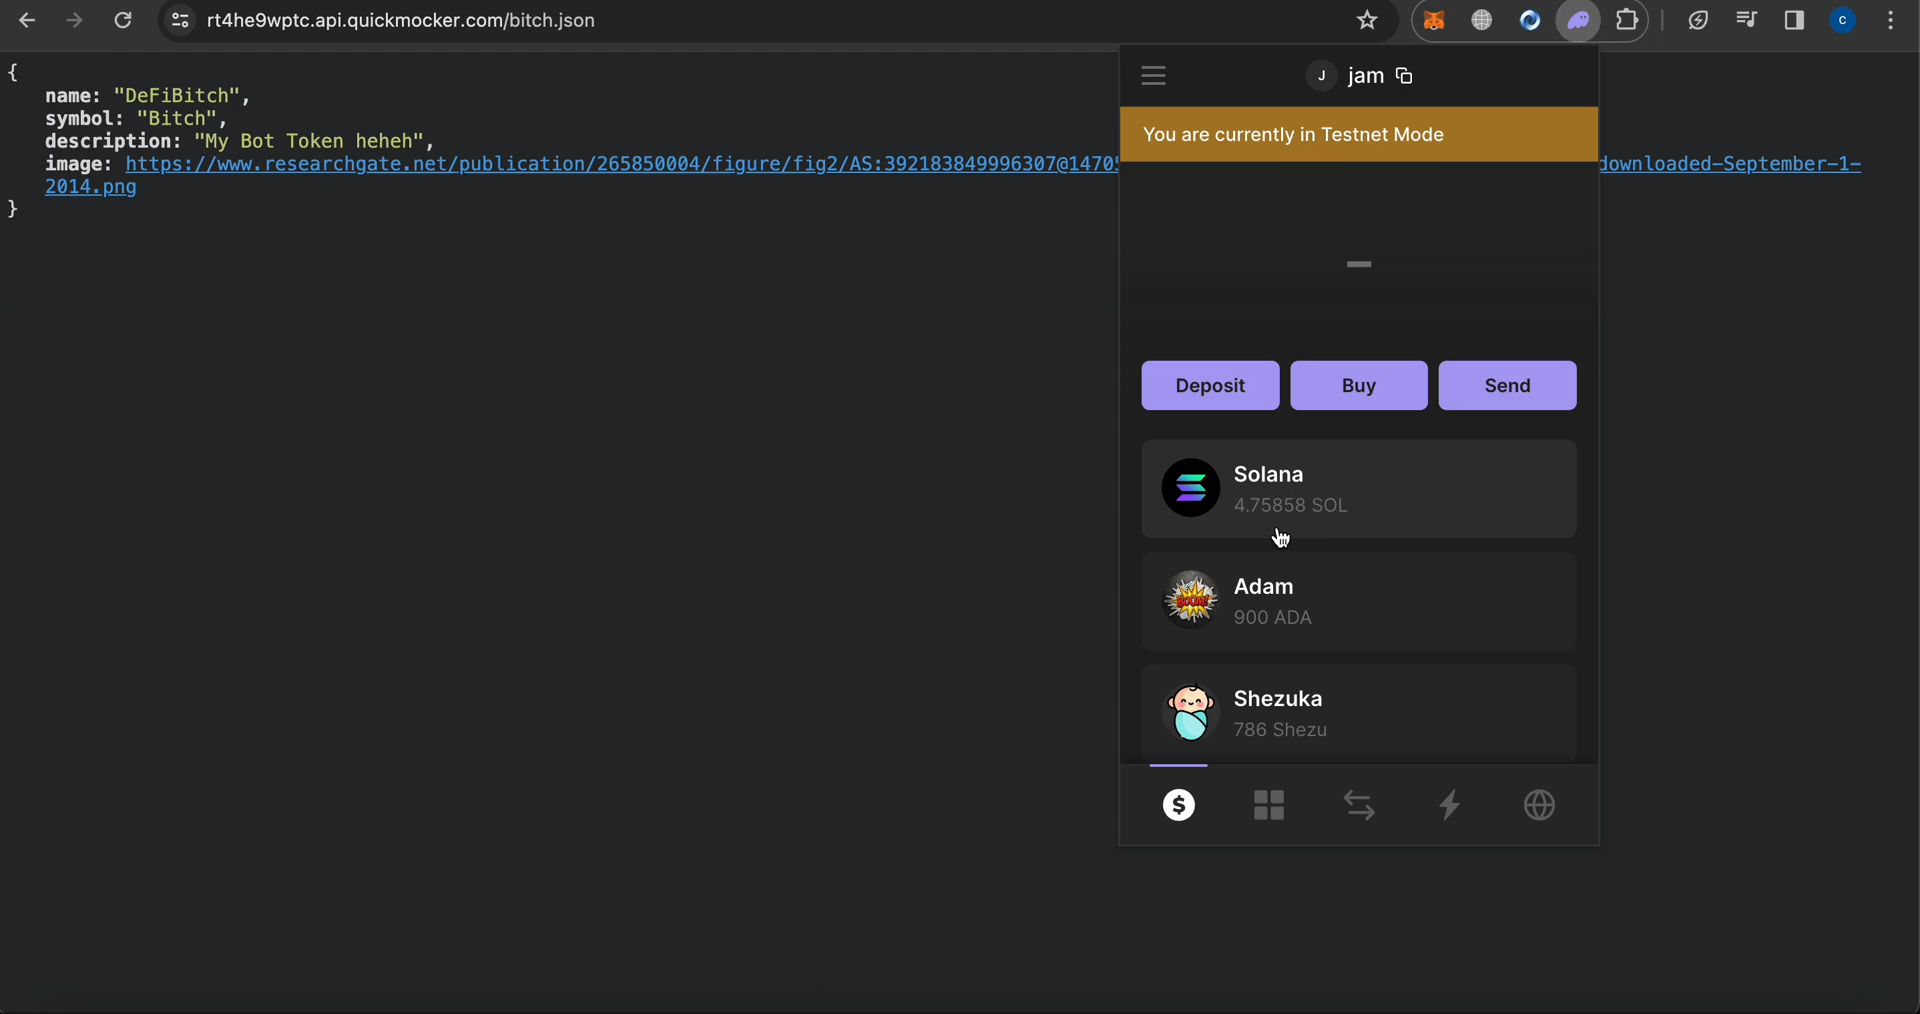 rt4he9wptc.api.quickmocker.com/bitch.json
C
{
name: "DeFiBitch",
symbol: "Bitch",
description: "My Bot Token heheh",
image: https://www.researchgate.net/publication/265850004/figure/fig2/AS:392183849996307@1470
downloaded-September-1-
2014.png
}
J jam
You are currently in Testnet Mode
Deposit Buy Send
Solana
4.75858 SOL
BOOM!
Adam
900 ADA
Shezuka
786 Shezu
$